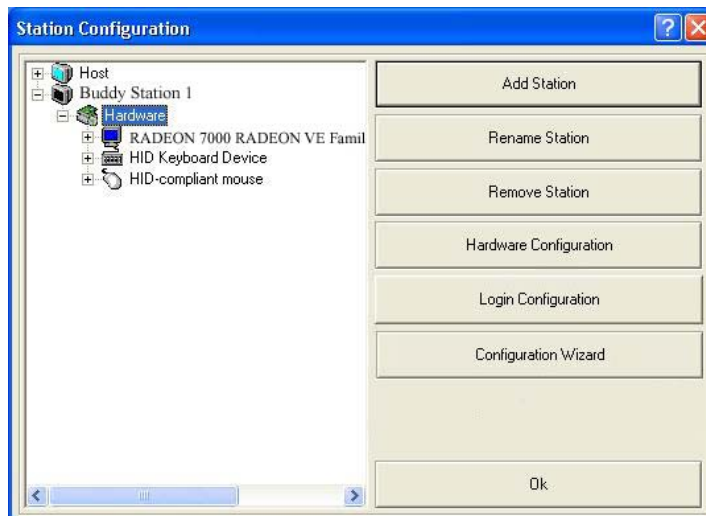 Station Configuration
Host
Buddy Station 1
Hardware
RADEON 7000 RADEON VE Famil
HID Keyboard Device
HID-compliant mouse
Add Station
Rename Station
Remove Station
Hardware Configuration
Login Configuration
Configuration Wizard
Ok